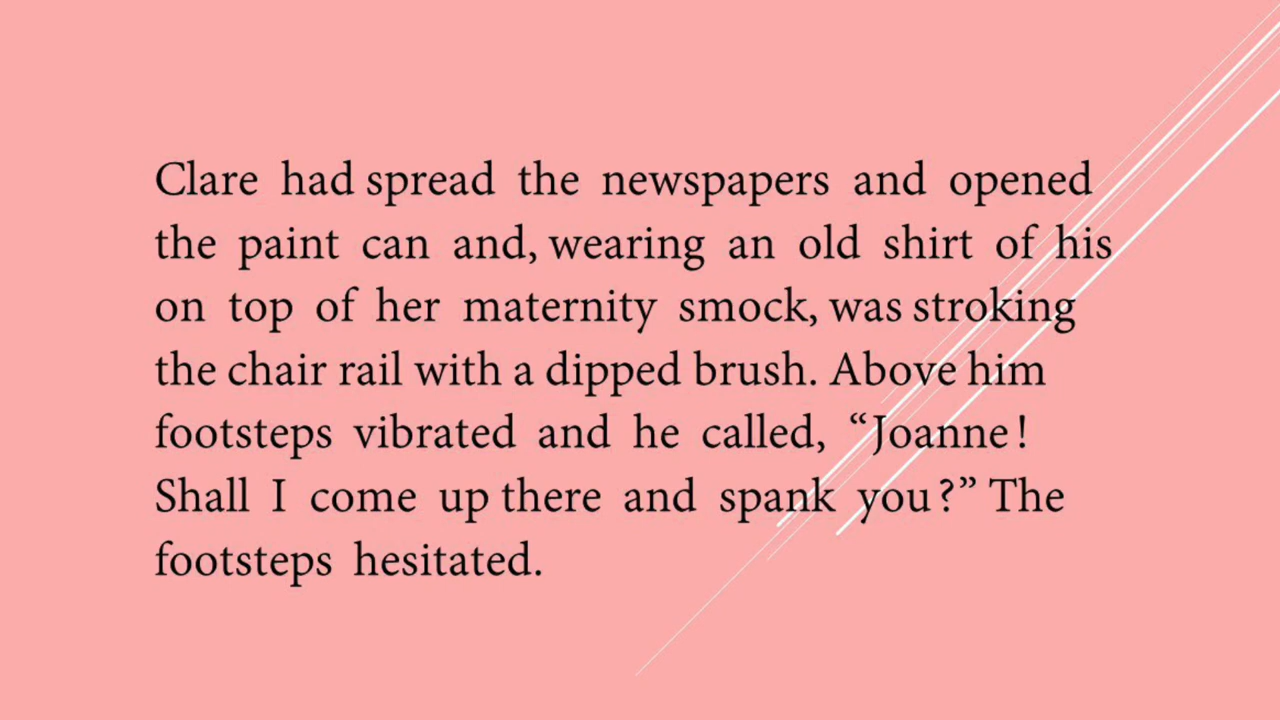 Clare had spread the newspapers and opened
the paint can and, wearing an old shirt of his
on top of her maternity smock, was stroking
the chair rail with a dipped brush. Above him
footsteps vibrated and he called, “Joanne!
Shall I come up there and spank you?” The
footsteps hesitated.